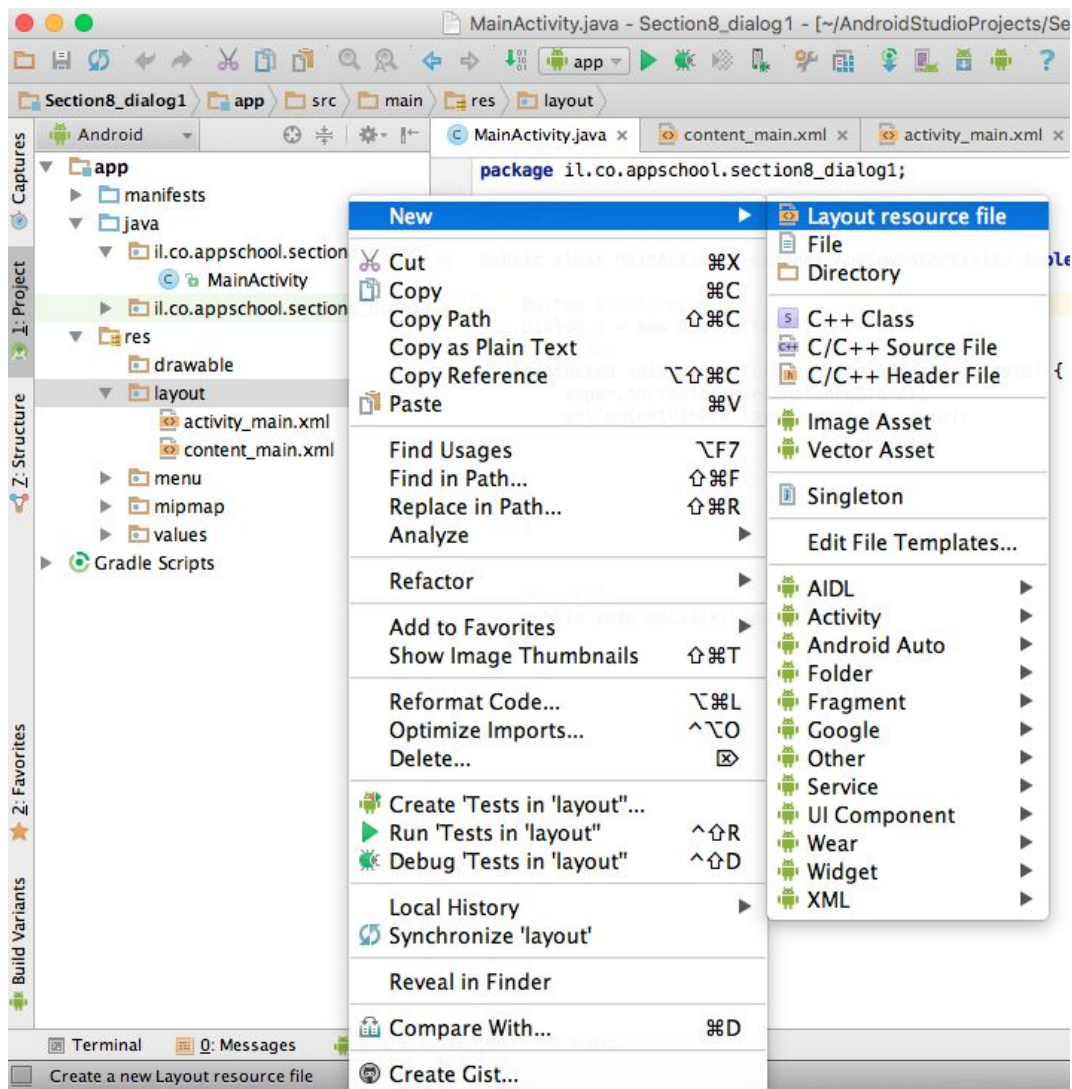 MainActivity.java - Section8_dialog1 - [~/AndroidStudioProjects/Se
app
Section8_dialog1 app src main res layout
Android
MainActivity.java × content_main.xml × activity_main.xml ×
Captures
1: Project
Z: Structure
2: Favorites
Build Variants
app
manifests
java
il.co.appschool.section
MainActivity
il.co.appschool.section
res
drawable
layout
activity_main.xml
content_main.xml
menu
mipmap
values
Gradle Scripts
package il.co.appschool.section8_dialog1;
New
Cut ⌘X
Copy ⌘C
Copy Path ⇧⌘C
Copy as Plain Text
Copy Reference ⌥⇧⌘C
Paste ⌘V
Find Usages ⌥F7
Find in Path... ⇧⌘F
Replace in Path... ⇧⌘R
Analyze
Refactor
Add to Favorites
Show Image Thumbnails ⇧⌘T
Reformat Code... ⌥⌘L
Optimize Imports... ^⌥O
Delete... ⌦
Create 'Tests in 'layout''...
Run 'Tests in 'layout'' ^⇧R
Debug 'Tests in 'layout'' ^⇧D
Local History
Synchronize 'layout'
Reveal in Finder
Compare With... ⌘D
Create Gist...
Layout resource file
File
Directory
C++ Class
C/C++ Source File
C/C++ Header File
Image Asset
Vector Asset
Singleton
Edit File Templates...
AIDL
Activity
Android Auto
Folder
Fragment
Google
Other
Service
UI Component
Wear
Widget
XML
{
Terminal 0: Messages
Create a new Layout resource file